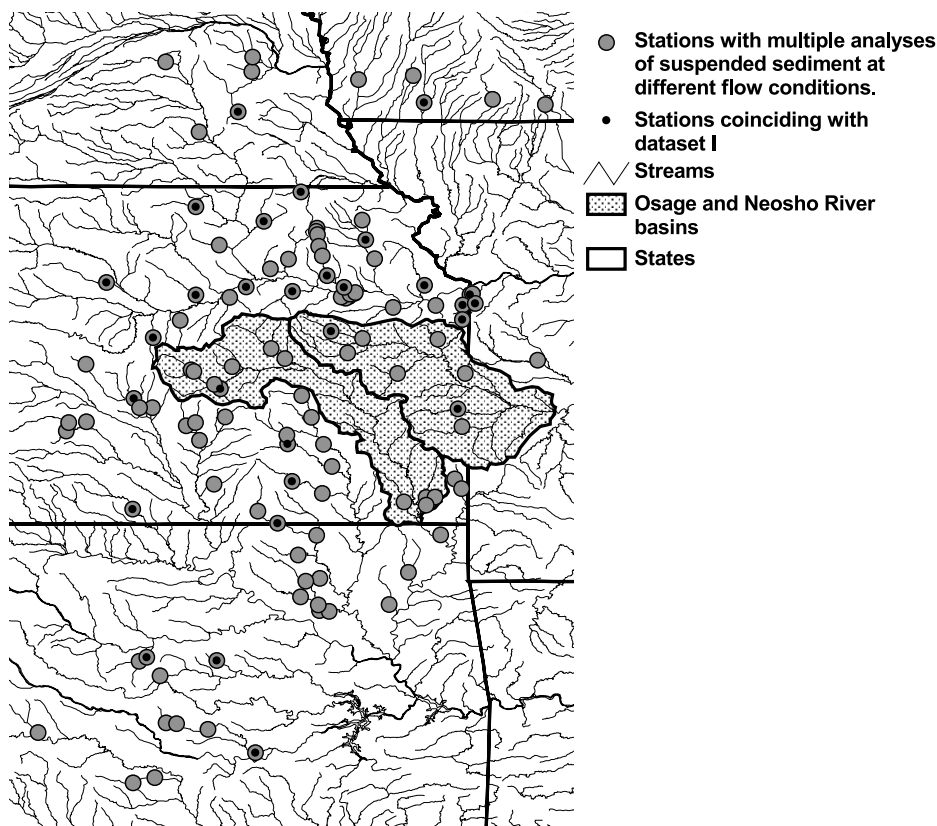 Stations with multiple analyses
of suspended sediment at
different flow conditions.
Stations coinciding with
dataset I
Streams
Osage and Neosho River
basins
States